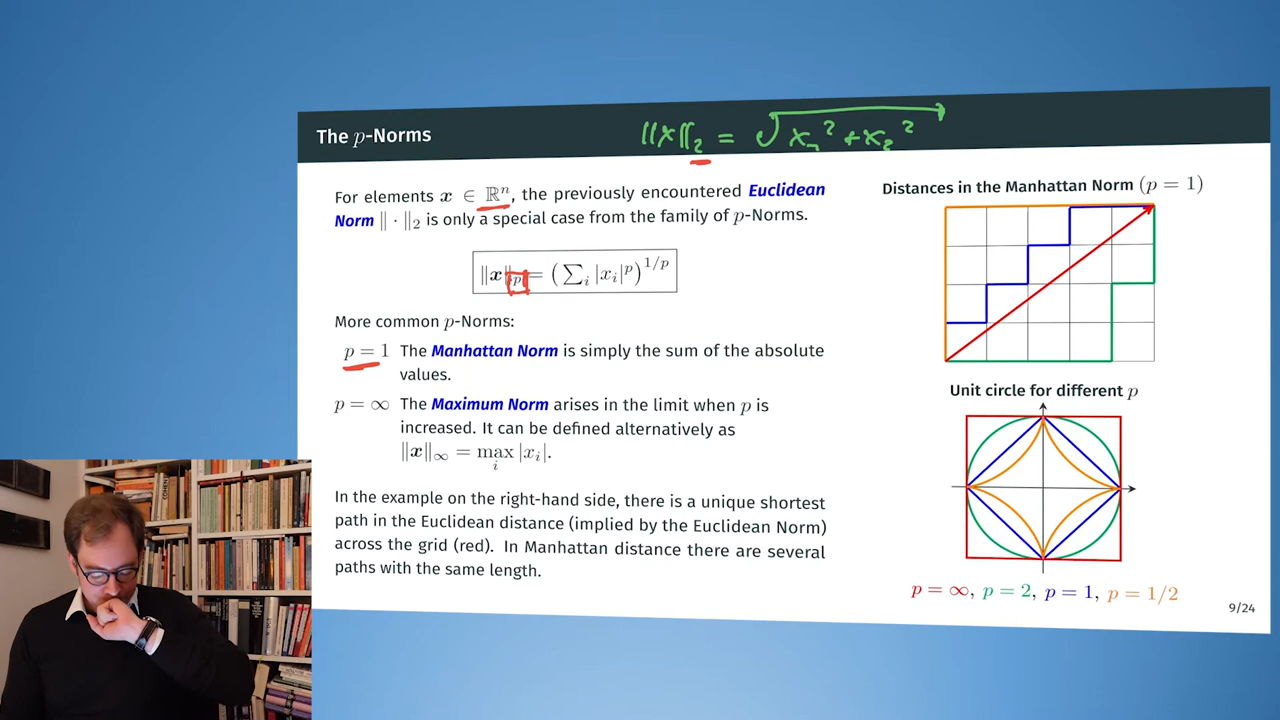 The p-Norms
‖x‖₂ = √x₁² + x₂²
For elements x ∈ ℝⁿ, the previously encountered Euclidean
Norm ‖ · ‖₂ is only a special case from the family of p-Norms.
‖x‖ₚ = (∑ᵢ |xᵢ|ᵖ)^1/p
More common p-Norms:
p = 1 The Manhattan Norm is simply the sum of the absolute
values.
p = ∞ The Maximum Norm arises in the limit when p is
increased. It can be defined alternatively as
‖x‖∞ = max |xᵢ|.
i
In the example on the right-hand side, there is a unique shortest
path in the Euclidean distance (implied by the Euclidean Norm)
across the grid (red). In Manhattan distance there are several
paths with the same length.
Distances in the Manhattan Norm (p = 1)
Unit circle for different p
p = ∞, p = 2, p = 1, p = 1/2
9/24